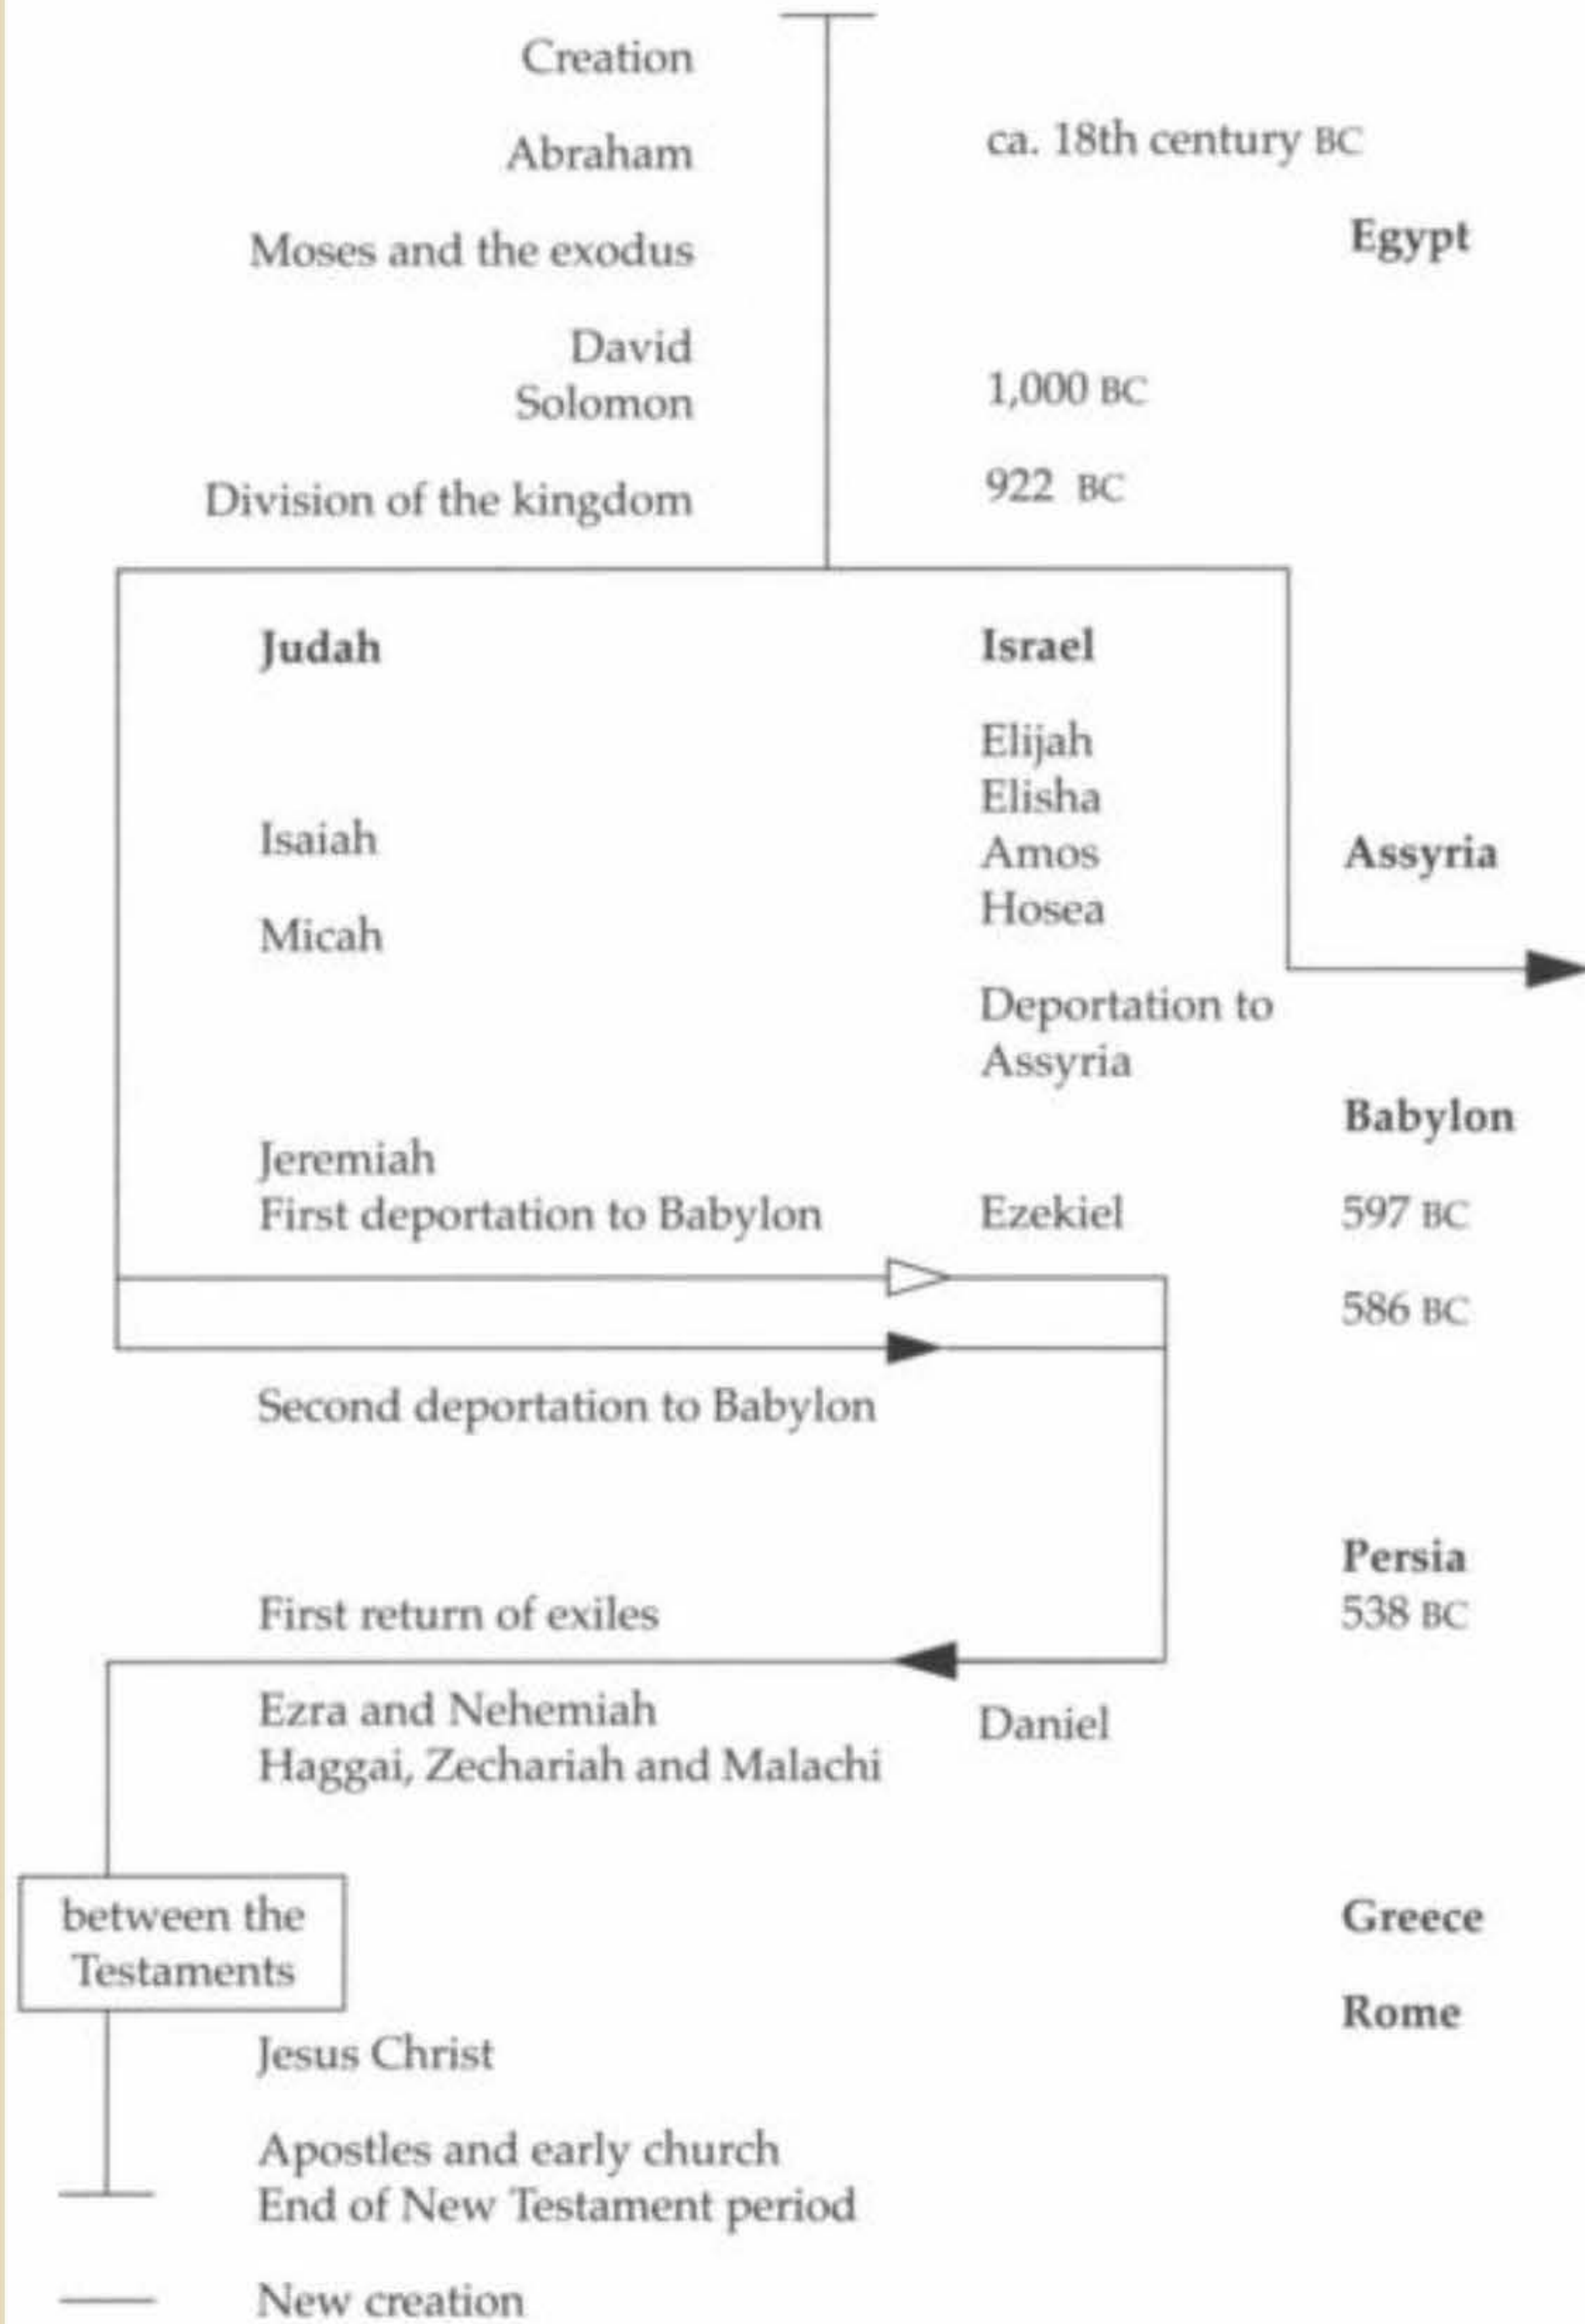 Creation
Abraham
ca. 18th century BC
Moses and the exodus
Egypt
David
Solomon
1,000 BC
Division of the kingdom
922 BC
Judah
Israel
Elijah
Elisha
Isaiah
Amos
Assyria
Hosea
Micah
Deportation to
Assyria
Babylon
Jeremiah
First deportation to Babylon
Ezekiel
597 BC
586 BC
Second deportation to Babylon
Persia
First return of exiles
538 BC
Ezra and Nehemiah
Daniel
Haggai, Zechariah and Malachi
between the
Testaments
Greece
Rome
Jesus Christ
Apostles and early church
End of New Testament period
New creation